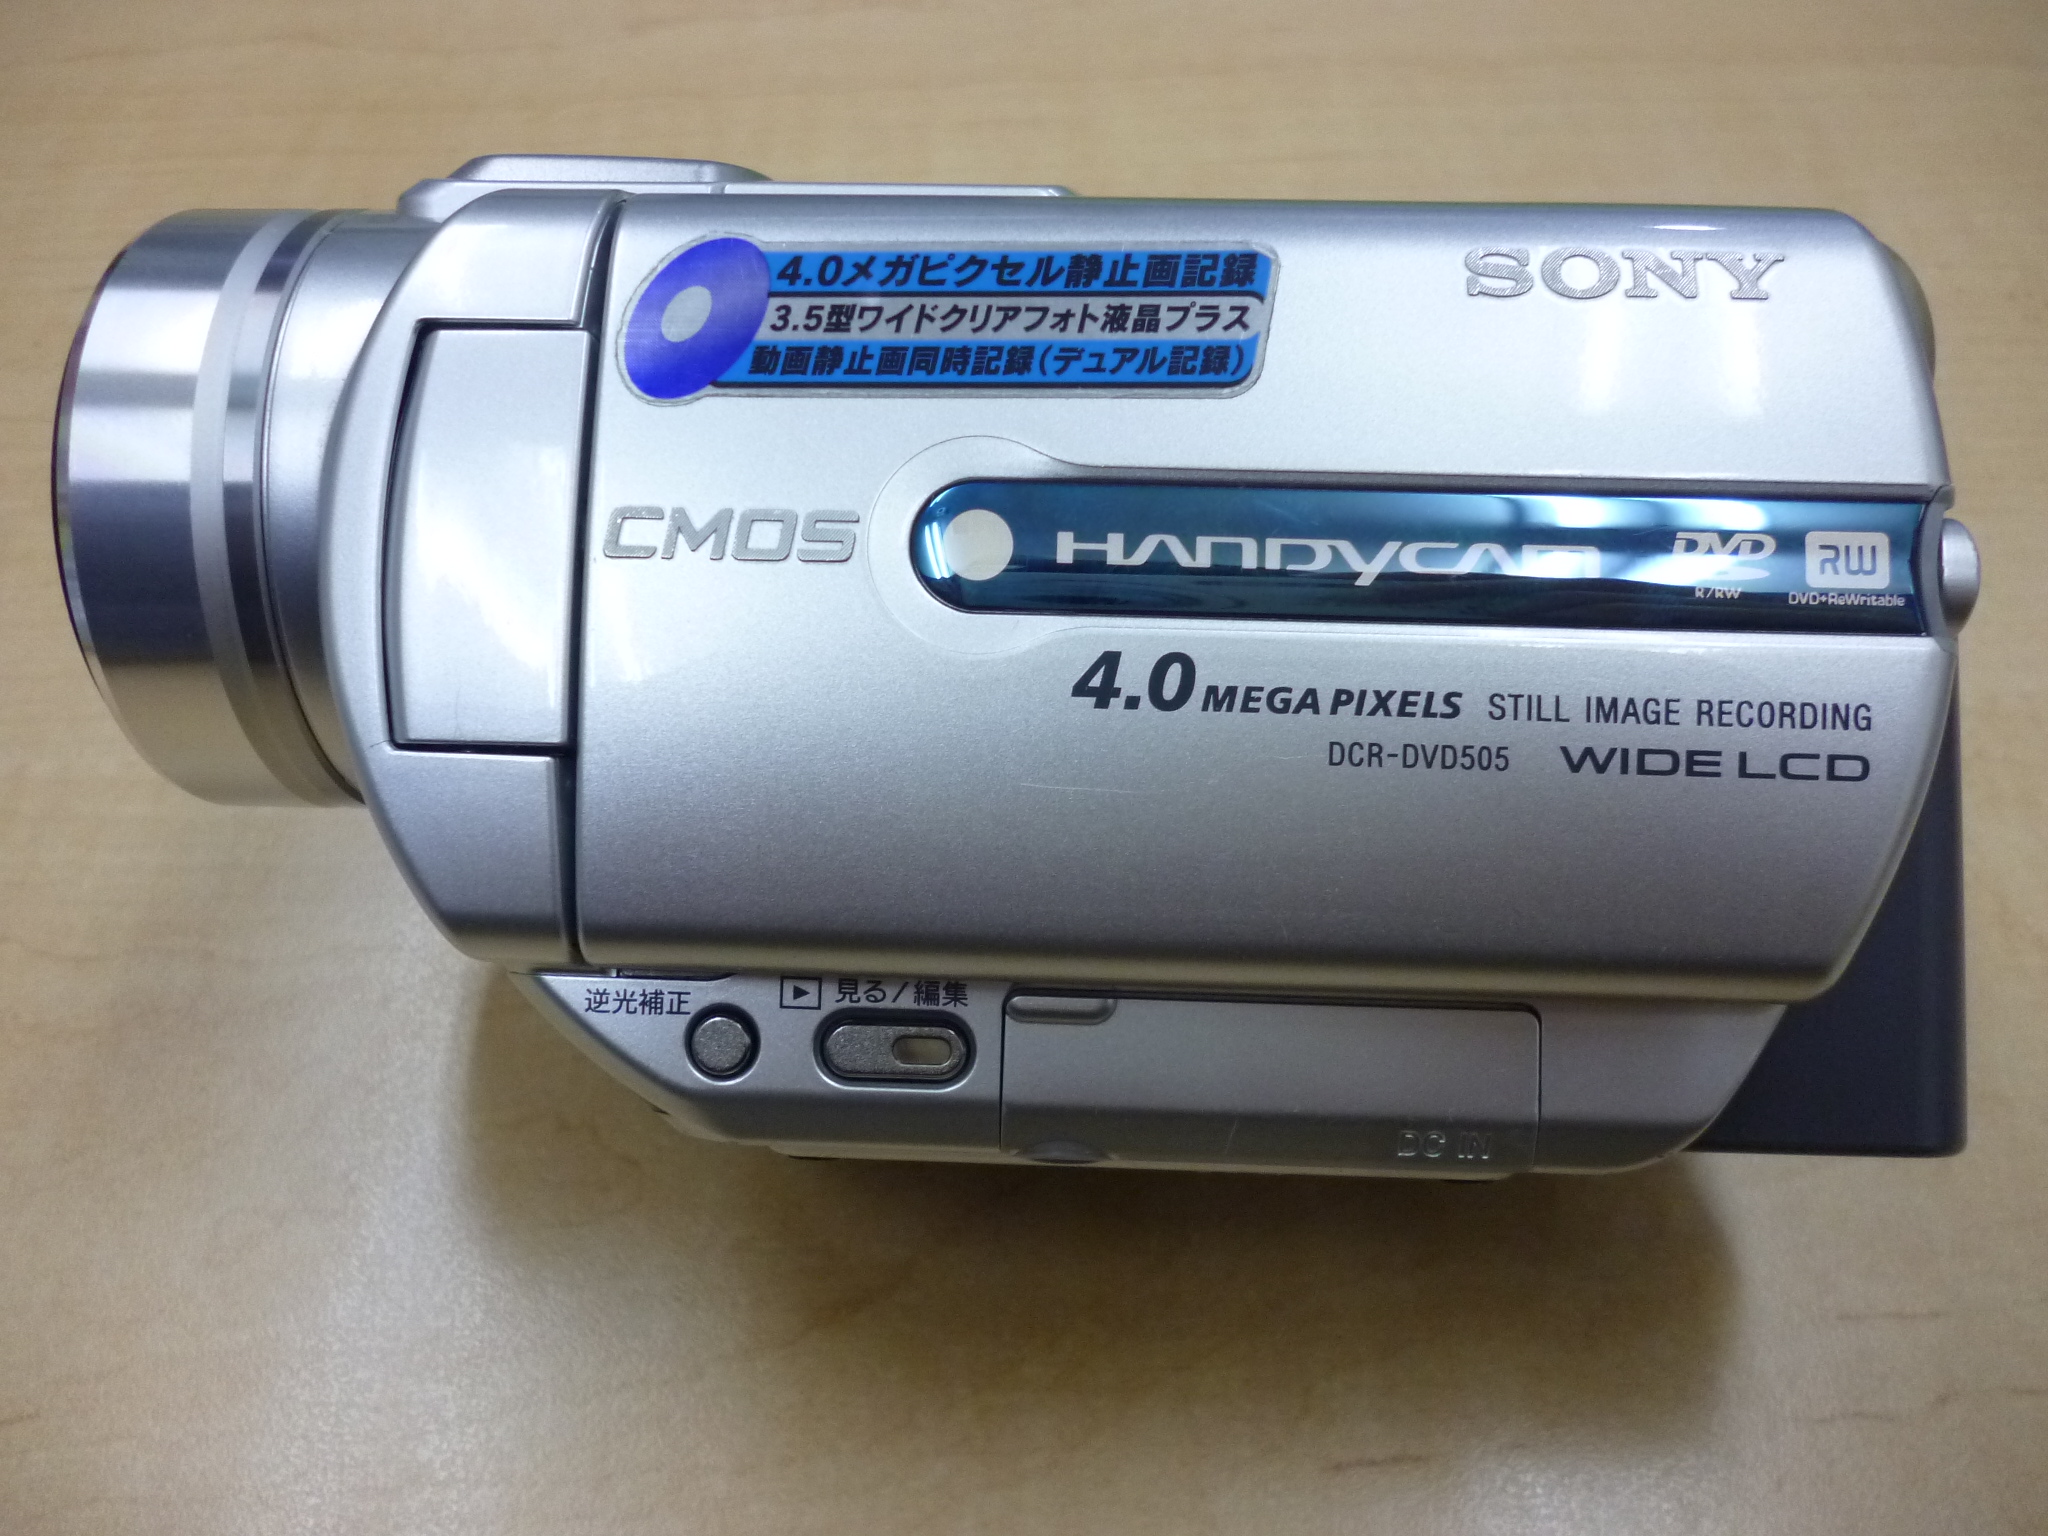 4.0メガピクセル静止画記録
3.5型ワイドクリアフォト液晶プラス
動画静止画同時記録(デュアル記録)
SONY
CMOS
HANDYCAM
DVD
R/RW
RW
DVD+ReWritable
4.0 MEGA PIXELS STILL IMAGE RECORDING
DCR-DVD505 WIDE LCD
逆光補正
見る/編集
DC IN